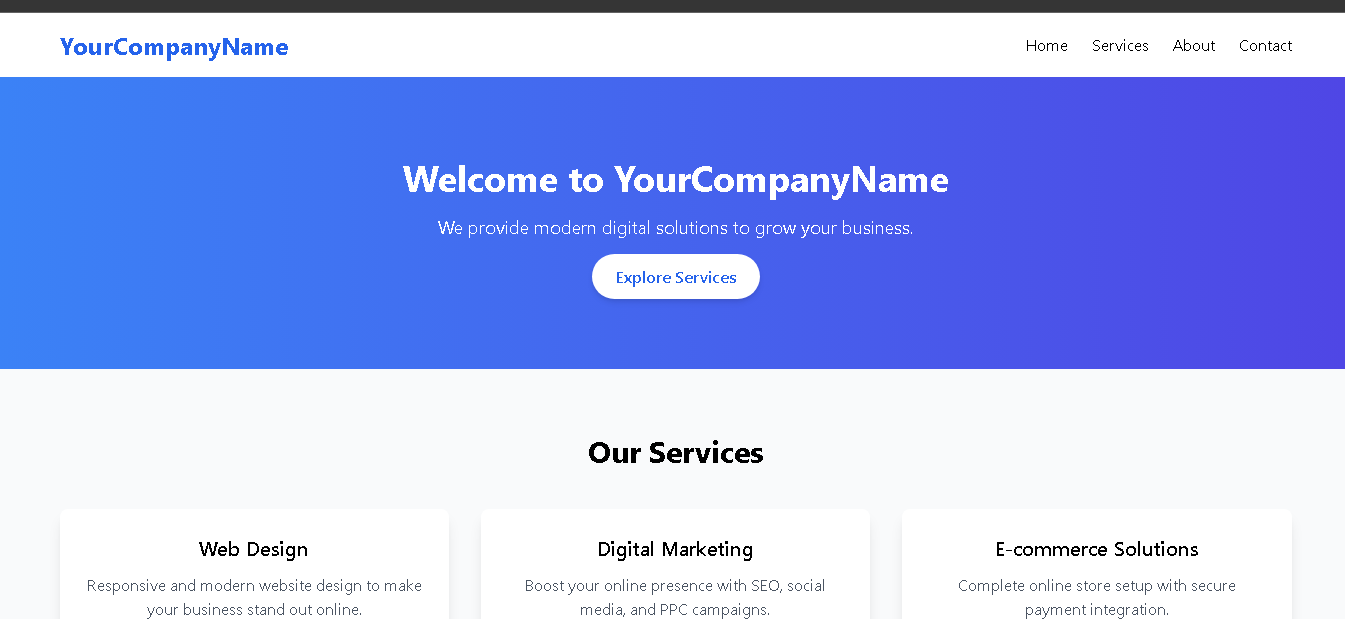 YourCompanyName
Home Services About Contact
Welcome to YourCompanyName
We provide modern digital solutions to grow your business.
Explore Services
Our Services
Web Design
Responsive and modern website design to make
your business stand out online.
Digital Marketing
Boost your online presence with SEO, social
media, and PPC campaigns.
E-commerce Solutions
Complete online store setup with secure
payment integration.